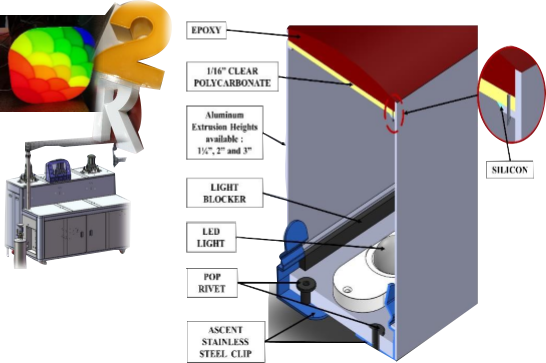 2
R
EPOXY
1/16" CLEAR
POLYCARBONATE
Aluminum
Extrusion Heights
available :
1¼", 2" and 3"
LIGHT
BLOCKER
LED
LIGHT
POP
RIVET
ASCENT
STAINLESS
STEEL CLIP
SILICON